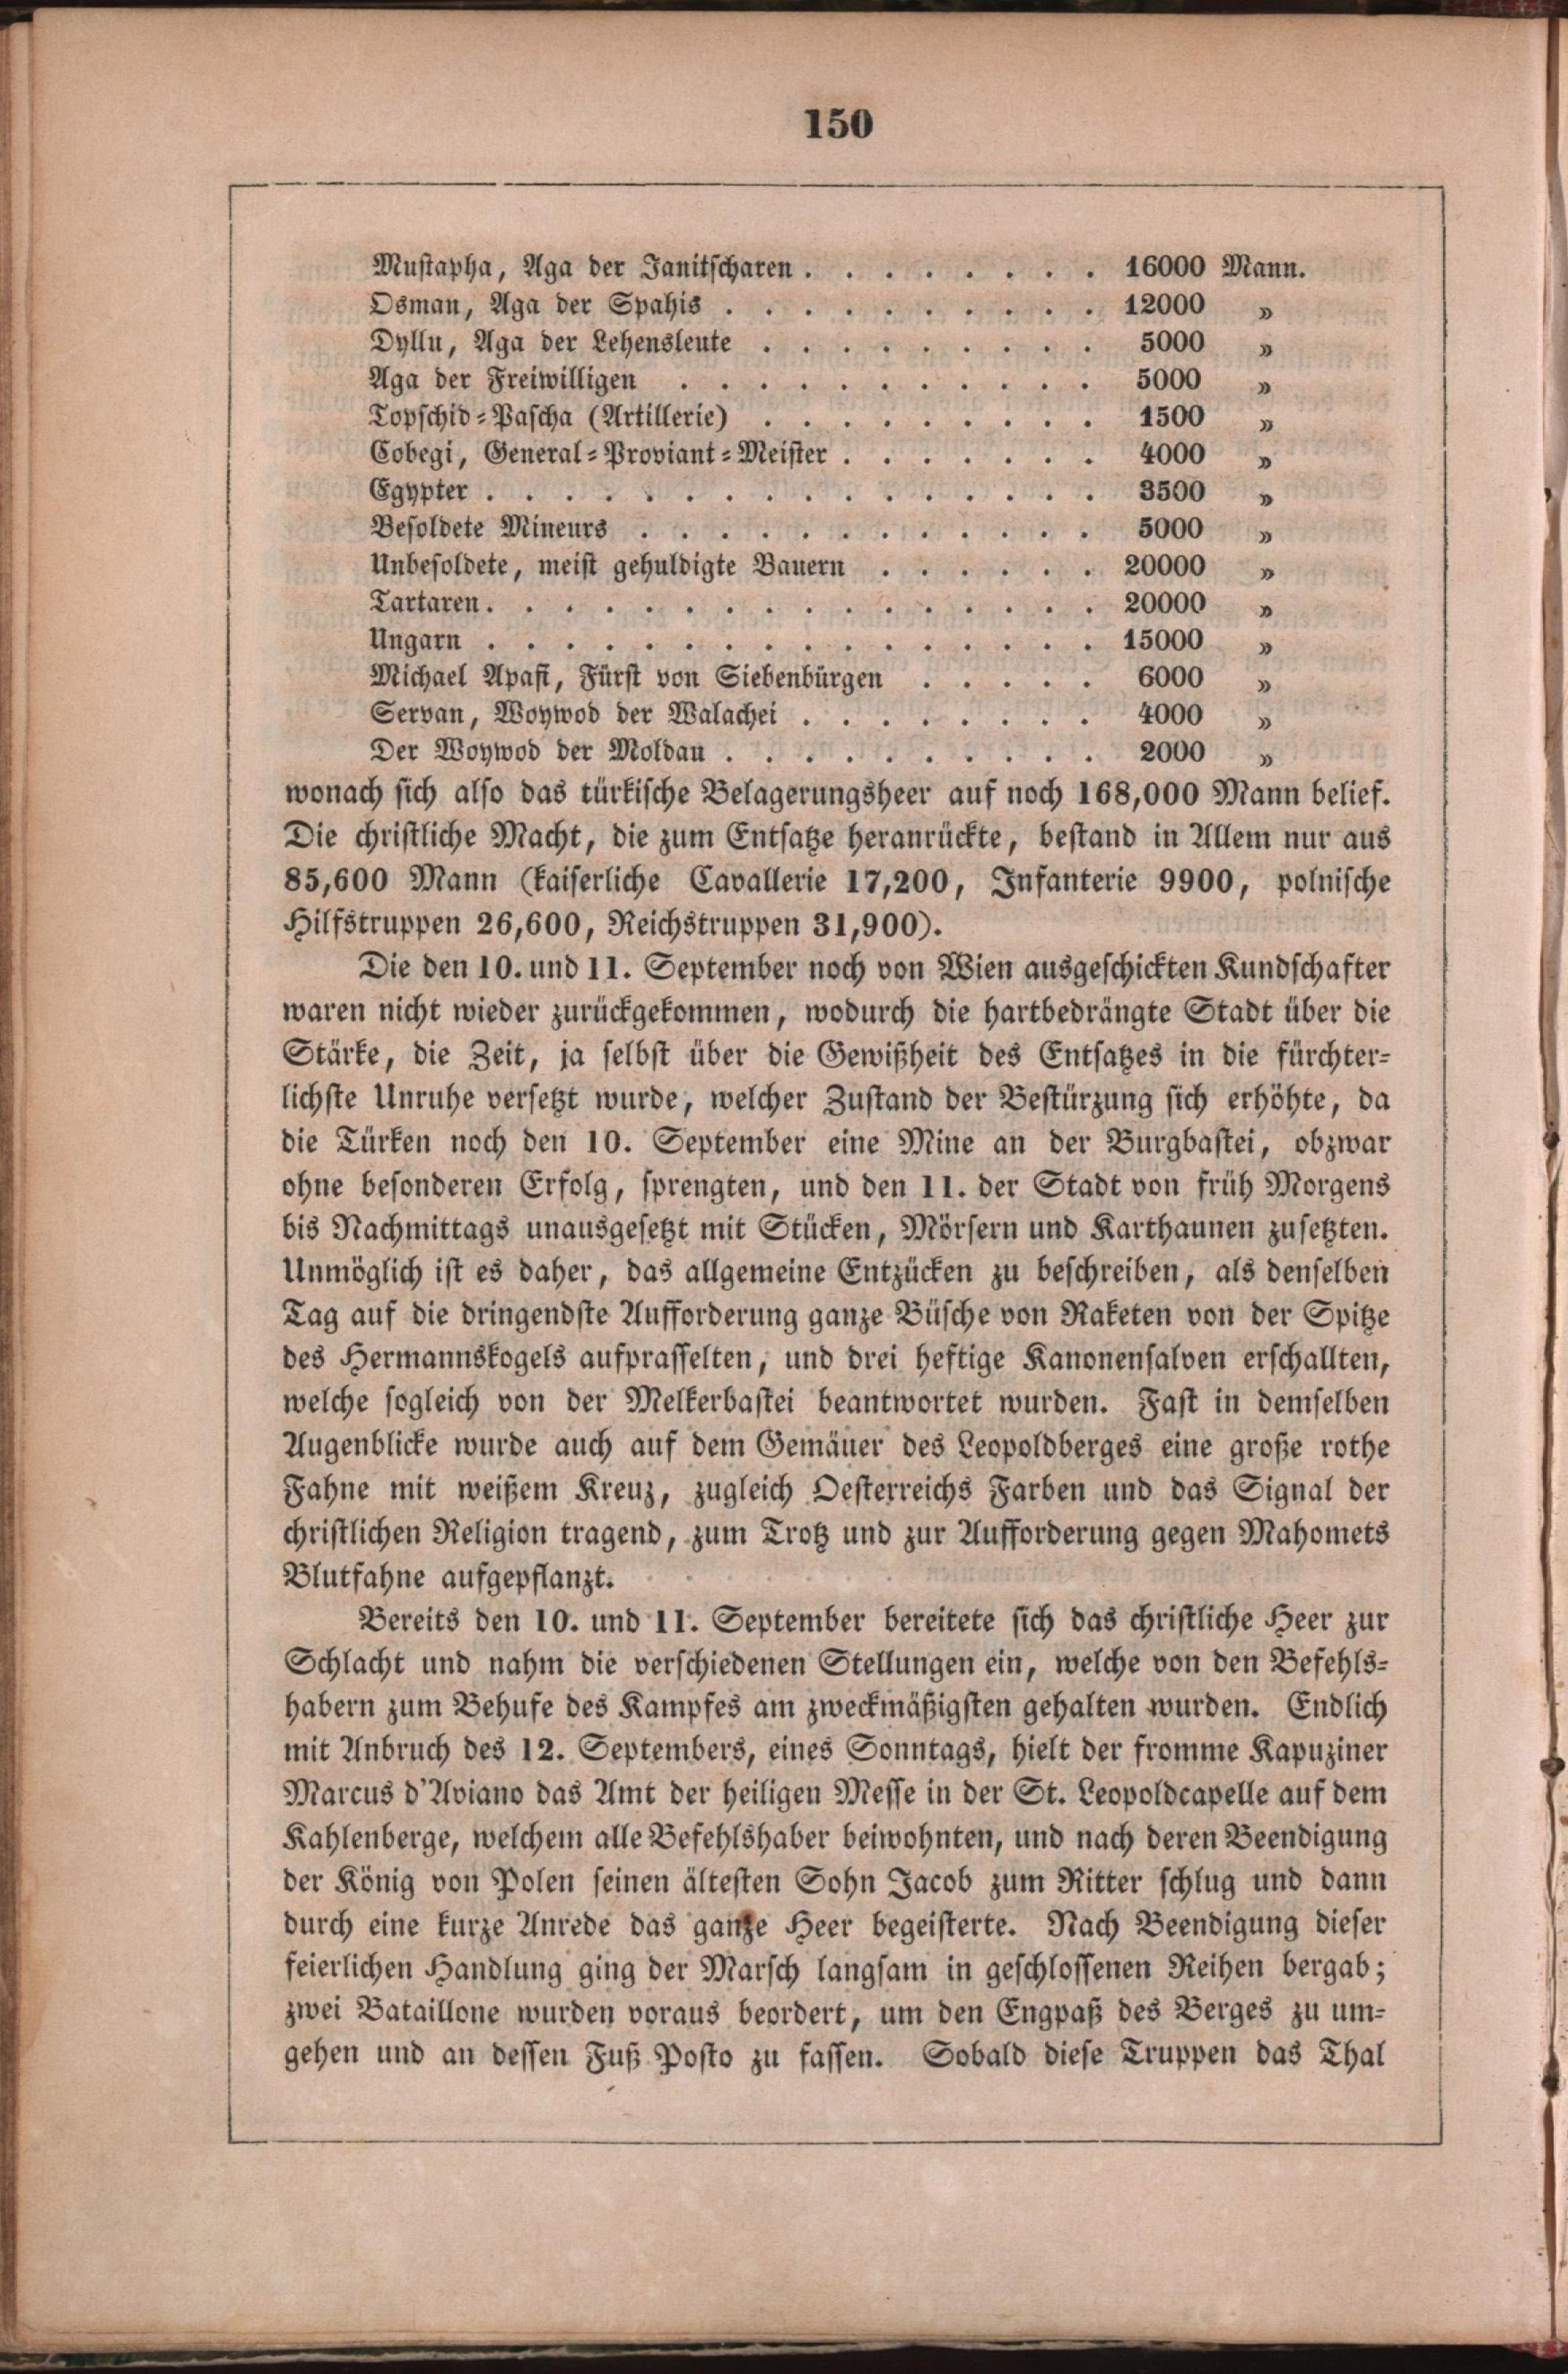 150
Mustapha, Aga der Janitscharen . . . . . . . . 16000 Mann.
Osman, Aga der Spahis . . . . . . . . . . 12000 »
Dyllu, Aga der Lehensleute . . . . . . . . . 5000 »
Aga der Freiwilligen . . . . . . . . . . . 5000 »
Topschid-Pascha (Artillerie) . . . . . . . . . 1500 »
Cobegi, General-Proviant-Meister . . . . . . . 4000 »
Egypter . . . . . . . . . . . . . . . . 3500 »
Besoldete Mineurs . . . . . . . . . . . . 5000 »
Unbesoldete, meist gehuldigte Bauern . . . . . . 20000 »
Tartaren. . . . . . . . . . . . . . . . 20000 »
Ungarn . . . . . . . . . . . . . . . . 15000 »
Michael Apafi, Fürst von Siebenbürgen . . . . . 6000 »
Servan, Woywod der Walachei . . . . . . . . 4000 »
Der Woywod der Moldau . . . . . . . . . . 2000 »
wonach sich also das türkische Belagerungsheer auf noch 168,000 Mann belief.
Die christliche Macht, die zum Entsatze heranrückte, bestand in Allem nur aus
85,600 Mann (kaiserliche Cavallerie 17,200, Infanterie 9900, polnische
Hilfstruppen 26,600, Reichstruppen 31,900).
Die den 10. und 11. September noch von Wien ausgeschickten Kundschafter
waren nicht wieder zurückgekommen, wodurch die hartbedrängte Stadt über die
Stärke, die Zeit, ja selbst über die Gewißheit des Entsatzes in die fürchter-
lichste Unruhe versetzt wurde, welcher Zustand der Bestürzung sich erhöhte, da
die Türken noch den 10. September eine Mine an der Burgbastei, obzwar
ohne besonderen Erfolg, sprengten, und den 11. der Stadt von früh Morgens
bis Nachmittags unausgesetzt mit Stücken, Mörsern und Karthaunen zusetzten.
Unmöglich ist es daher, das allgemeine Entzücken zu beschreiben, als denselben
Tag auf die dringendste Aufforderung ganze Büsche von Raketen von der Spitze
des Hermannskogels aufprasselten, und drei heftige Kanonensalven erschallten,
welche sogleich von der Melkerbastei beantwortet wurden. Fast in demselben
Augenblicke wurde auch auf dem Gemäuer des Leopoldberges eine große rothe
Fahne mit weißem Kreuz, zugleich Oesterreichs Farben und das Signal der
christlichen Religion tragend, zum Trotz und zur Aufforderung gegen Mahomets
Blutfahne aufgepflanzt.
Bereits den 10. und 11. September bereitete sich das christliche Heer zur
Schlacht und nahm die verschiedenen Stellungen ein, welche von den Befehls-
habern zum Behufe des Kampfes am zweckmäßigsten gehalten wurden. Endlich
mit Anbruch des 12. Septembers, eines Sonntags, hielt der fromme Kapuziner
Marcus d'Aviano das Amt der heiligen Messe in der St. Leopoldcapelle auf dem
Kahlenberge, welchem alle Befehlshaber beiwohnten, und nach deren Beendigung
der König von Polen seinen ältesten Sohn Jacob zum Ritter schlug und dann
durch eine kurze Anrede das ganze Heer begeisterte. Nach Beendigung dieser
feierlichen Handlung ging der Marsch langsam in geschlossenen Reihen bergab;
zwei Bataillone wurden voraus beordert, um den Engpaß des Berges zu um-
gehen und an dessen Fuß Posto zu fassen. Sobald diese Truppen das Thal